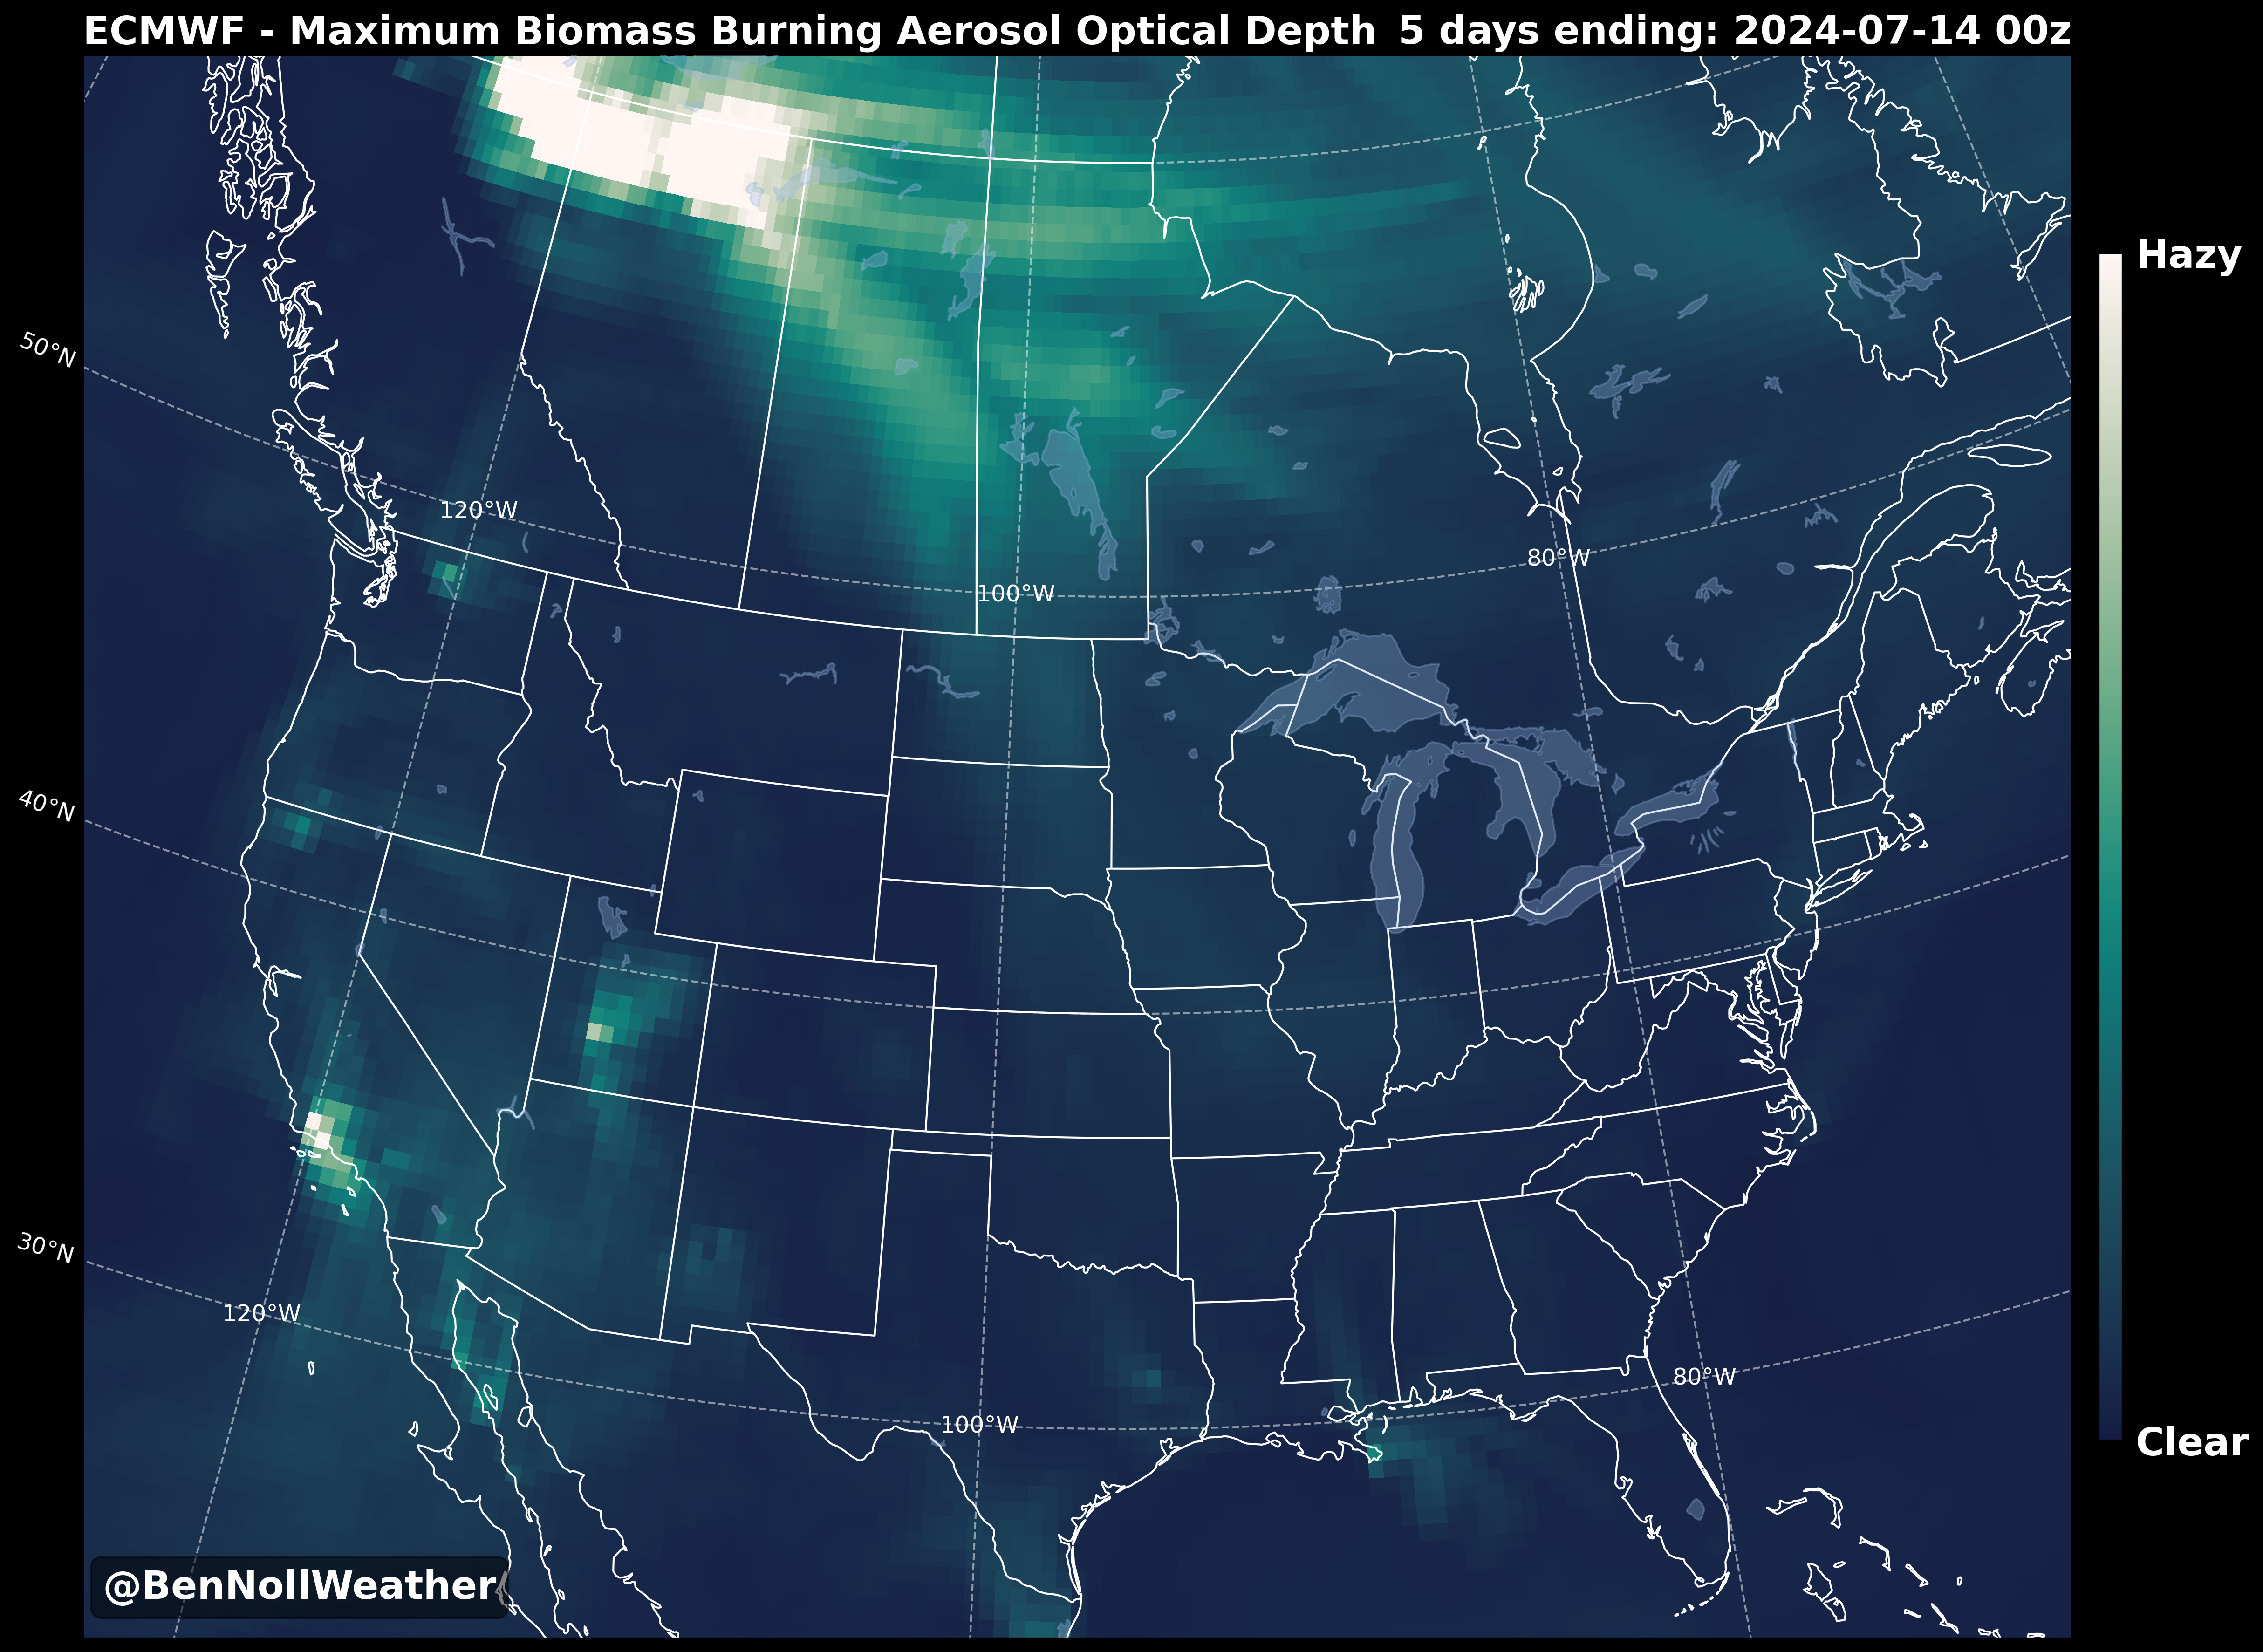 ECMWF - Maximum Biomass Burning Aerosol Optical Depth 5 days ending: 2024-07-14 00z
Hazy
50°N
120°W
80°W
100°W
40°N
30°N
120°W
80°W
100°W
Clear
@BenNollWeather